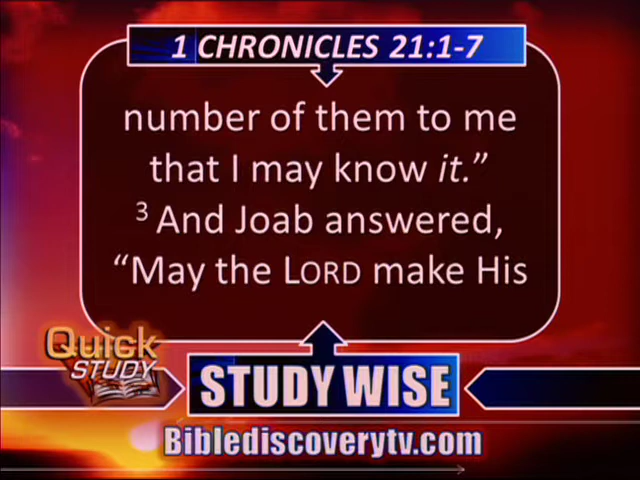 1 CHRONICLES 21:1-7
number of them to me
that I may know it.”
3 And Joab answered,
“May the LORD make His
Quick
STUDY
STUDY WISE
Biblediscoverytv.com